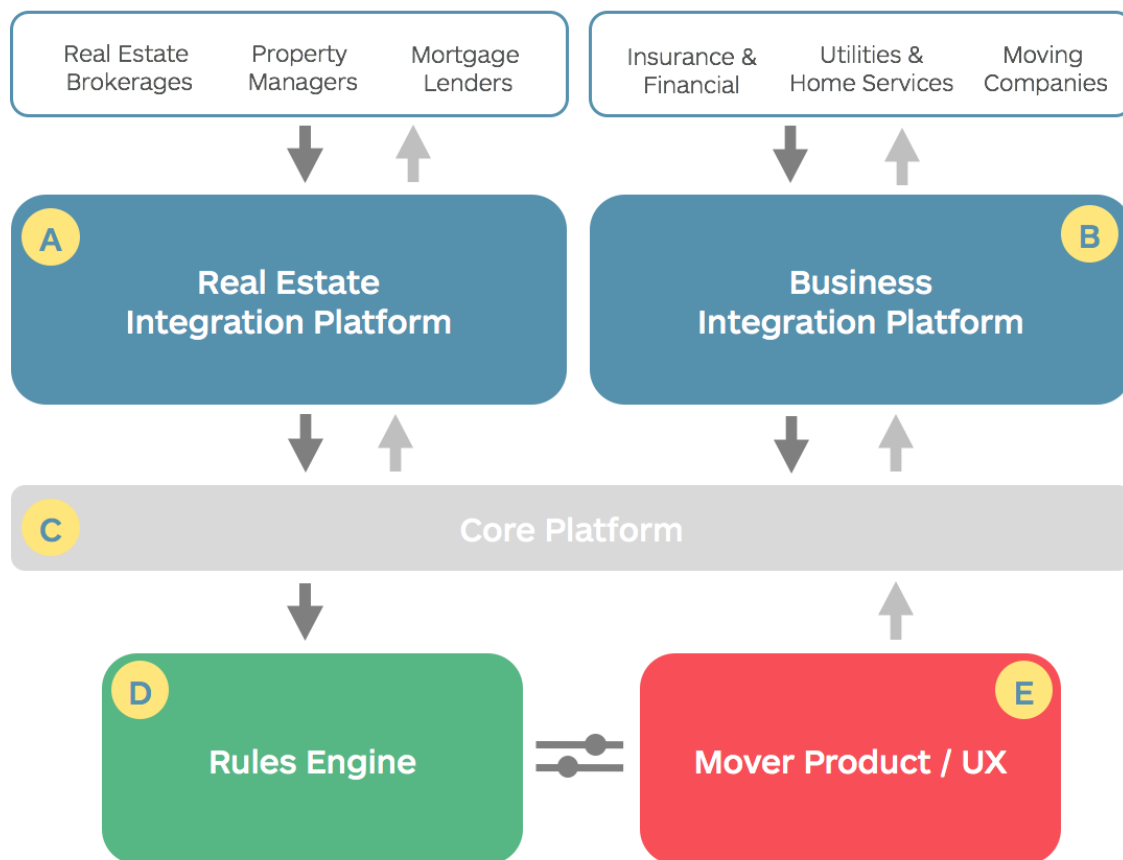 Real Estate
Brokerages
Property
Managers
Mortgage
Lenders
Insurance &
Financial
Utilities &
Home Services
Moving
Companies
A
Real Estate
Integration Platform
B
Business
Integration Platform
C
Core Platform
D
Rules Engine
E
Mover Product / UX